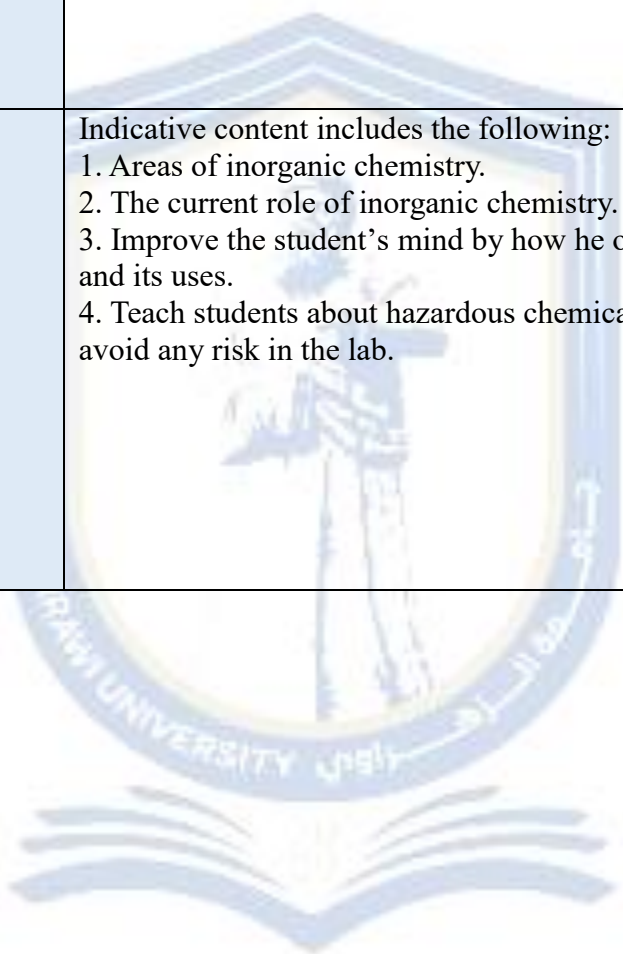 Indicative content includes the following:
1. Areas of inorganic chemistry.
2. The current role of inorganic chemistry.
3. Improve the student's mind by how he
and its uses.
4. Teach students about hazardous
avoid any risk in the lab.
UNIVERSITY